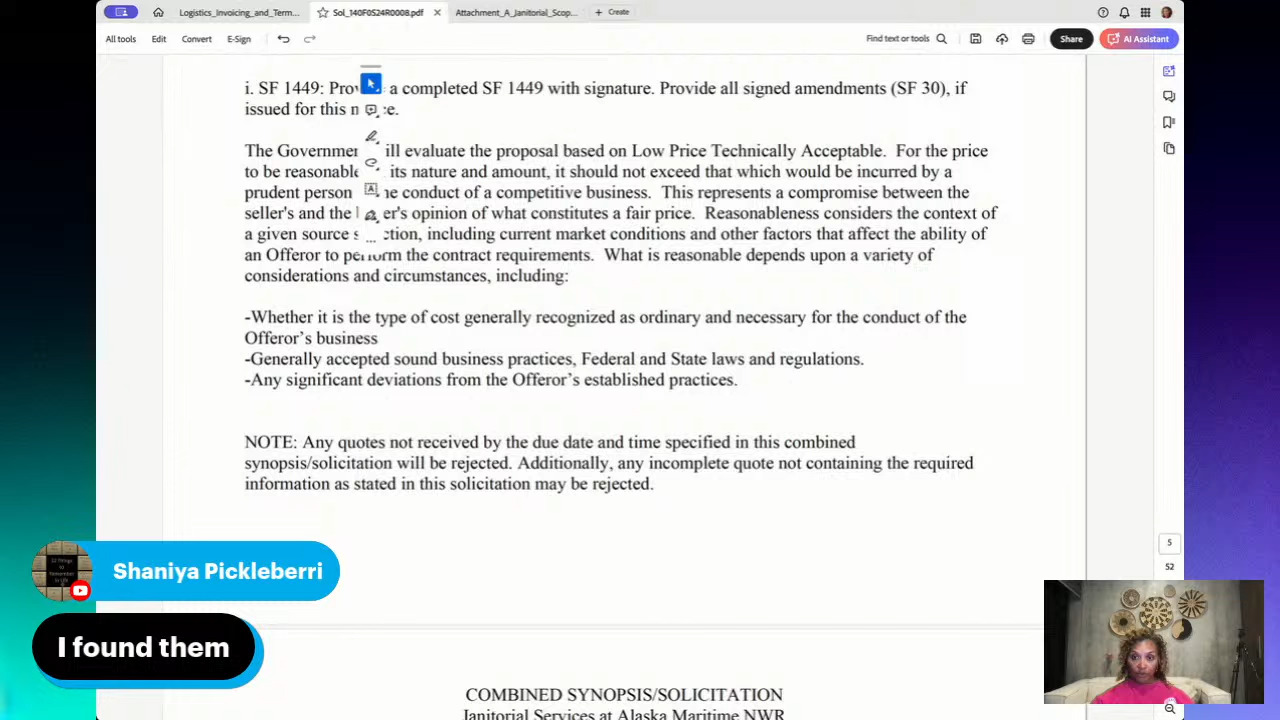 Logistics_Invoicing_and_Term...
Sol_140F0S24R0008.pdf
Attachment_A_Janitorial_Scop...
Create
All tools
Edit
Convert
E-Sign
Find text or tools
Share
AI Assistant
i. SF 1449: Prov a completed SF 1449 with signature. Provide all signed amendments (SF 30), if
issued for this n ce.
The Governmen ill evaluate the proposal based on Low Price Technically Acceptable. For the price
to be reasonable its nature and amount, it should not exceed that which would be incurred by a
prudent person ne conduct of a competitive business. This represents a compromise between the
seller's and the er's opinion of what constitutes a fair price. Reasonableness considers the context of
a given source s ction, including current market conditions and other factors that affect the ability of
an Offeror to perform the contract requirements. What is reasonable depends upon a variety of
considerations and circumstances, including:
-Whether it is the type of cost generally recognized as ordinary and necessary for the conduct of the
Offeror's business
-Generally accepted sound business practices, Federal and State laws and regulations.
-Any significant deviations from the Offeror's established practices.
NOTE: Any quotes not received by the due date and time specified in this combined
synopsis/solicitation will be rejected. Additionally, any incomplete quote not containing the required
information as stated in this solicitation may be rejected.
5
52
Shaniya Pickleberri
I found them
COMBINED SYNOPSIS/SOLICITATION
Janitorial Services at Alaska Maritime NWR